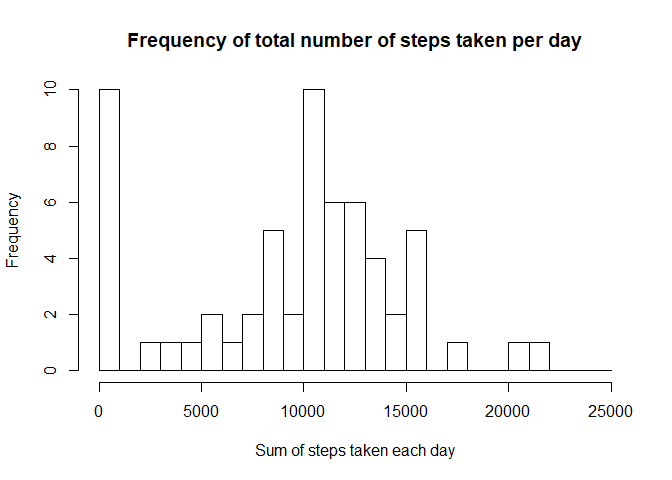 Frequency of total number of steps taken per day
Frequency
10
8
6
4
2
0
0 5000 10000 15000 20000 25000
Sum of steps taken each day